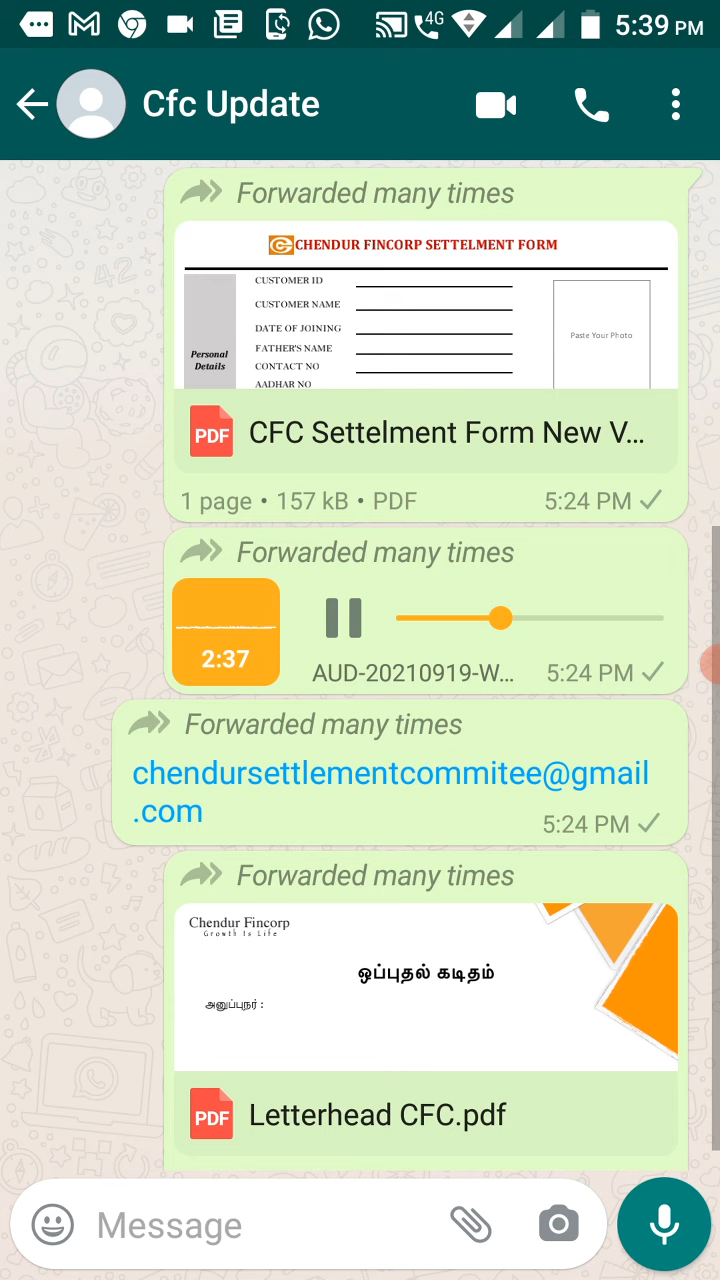 4G 5:39 PM
Cfc Update
Forwarded many times
CHENDUR FINCORP SETTELMENT FORM
CUSTOMER ID
CUSTOMER NAME
DATE OF JOINING
FATHER'S NAME
CONTACT NO
AADHAR NO
Personal
Details
Paste Your Photo
PDF CFC Settelment Form New V...
1 page • 157 kB • PDF 5:24 PM
Forwarded many times
2:37
AUD-20210919-W... 5:24 PM
Forwarded many times
chendursettlementcommitee@gmail
.com 5:24 PM
Forwarded many times
Chendur Fincorp
Growth Is Life
ஒப்புதல் கடிதம்
அனுப்புநர் :
PDF Letterhead CFC.pdf
Message